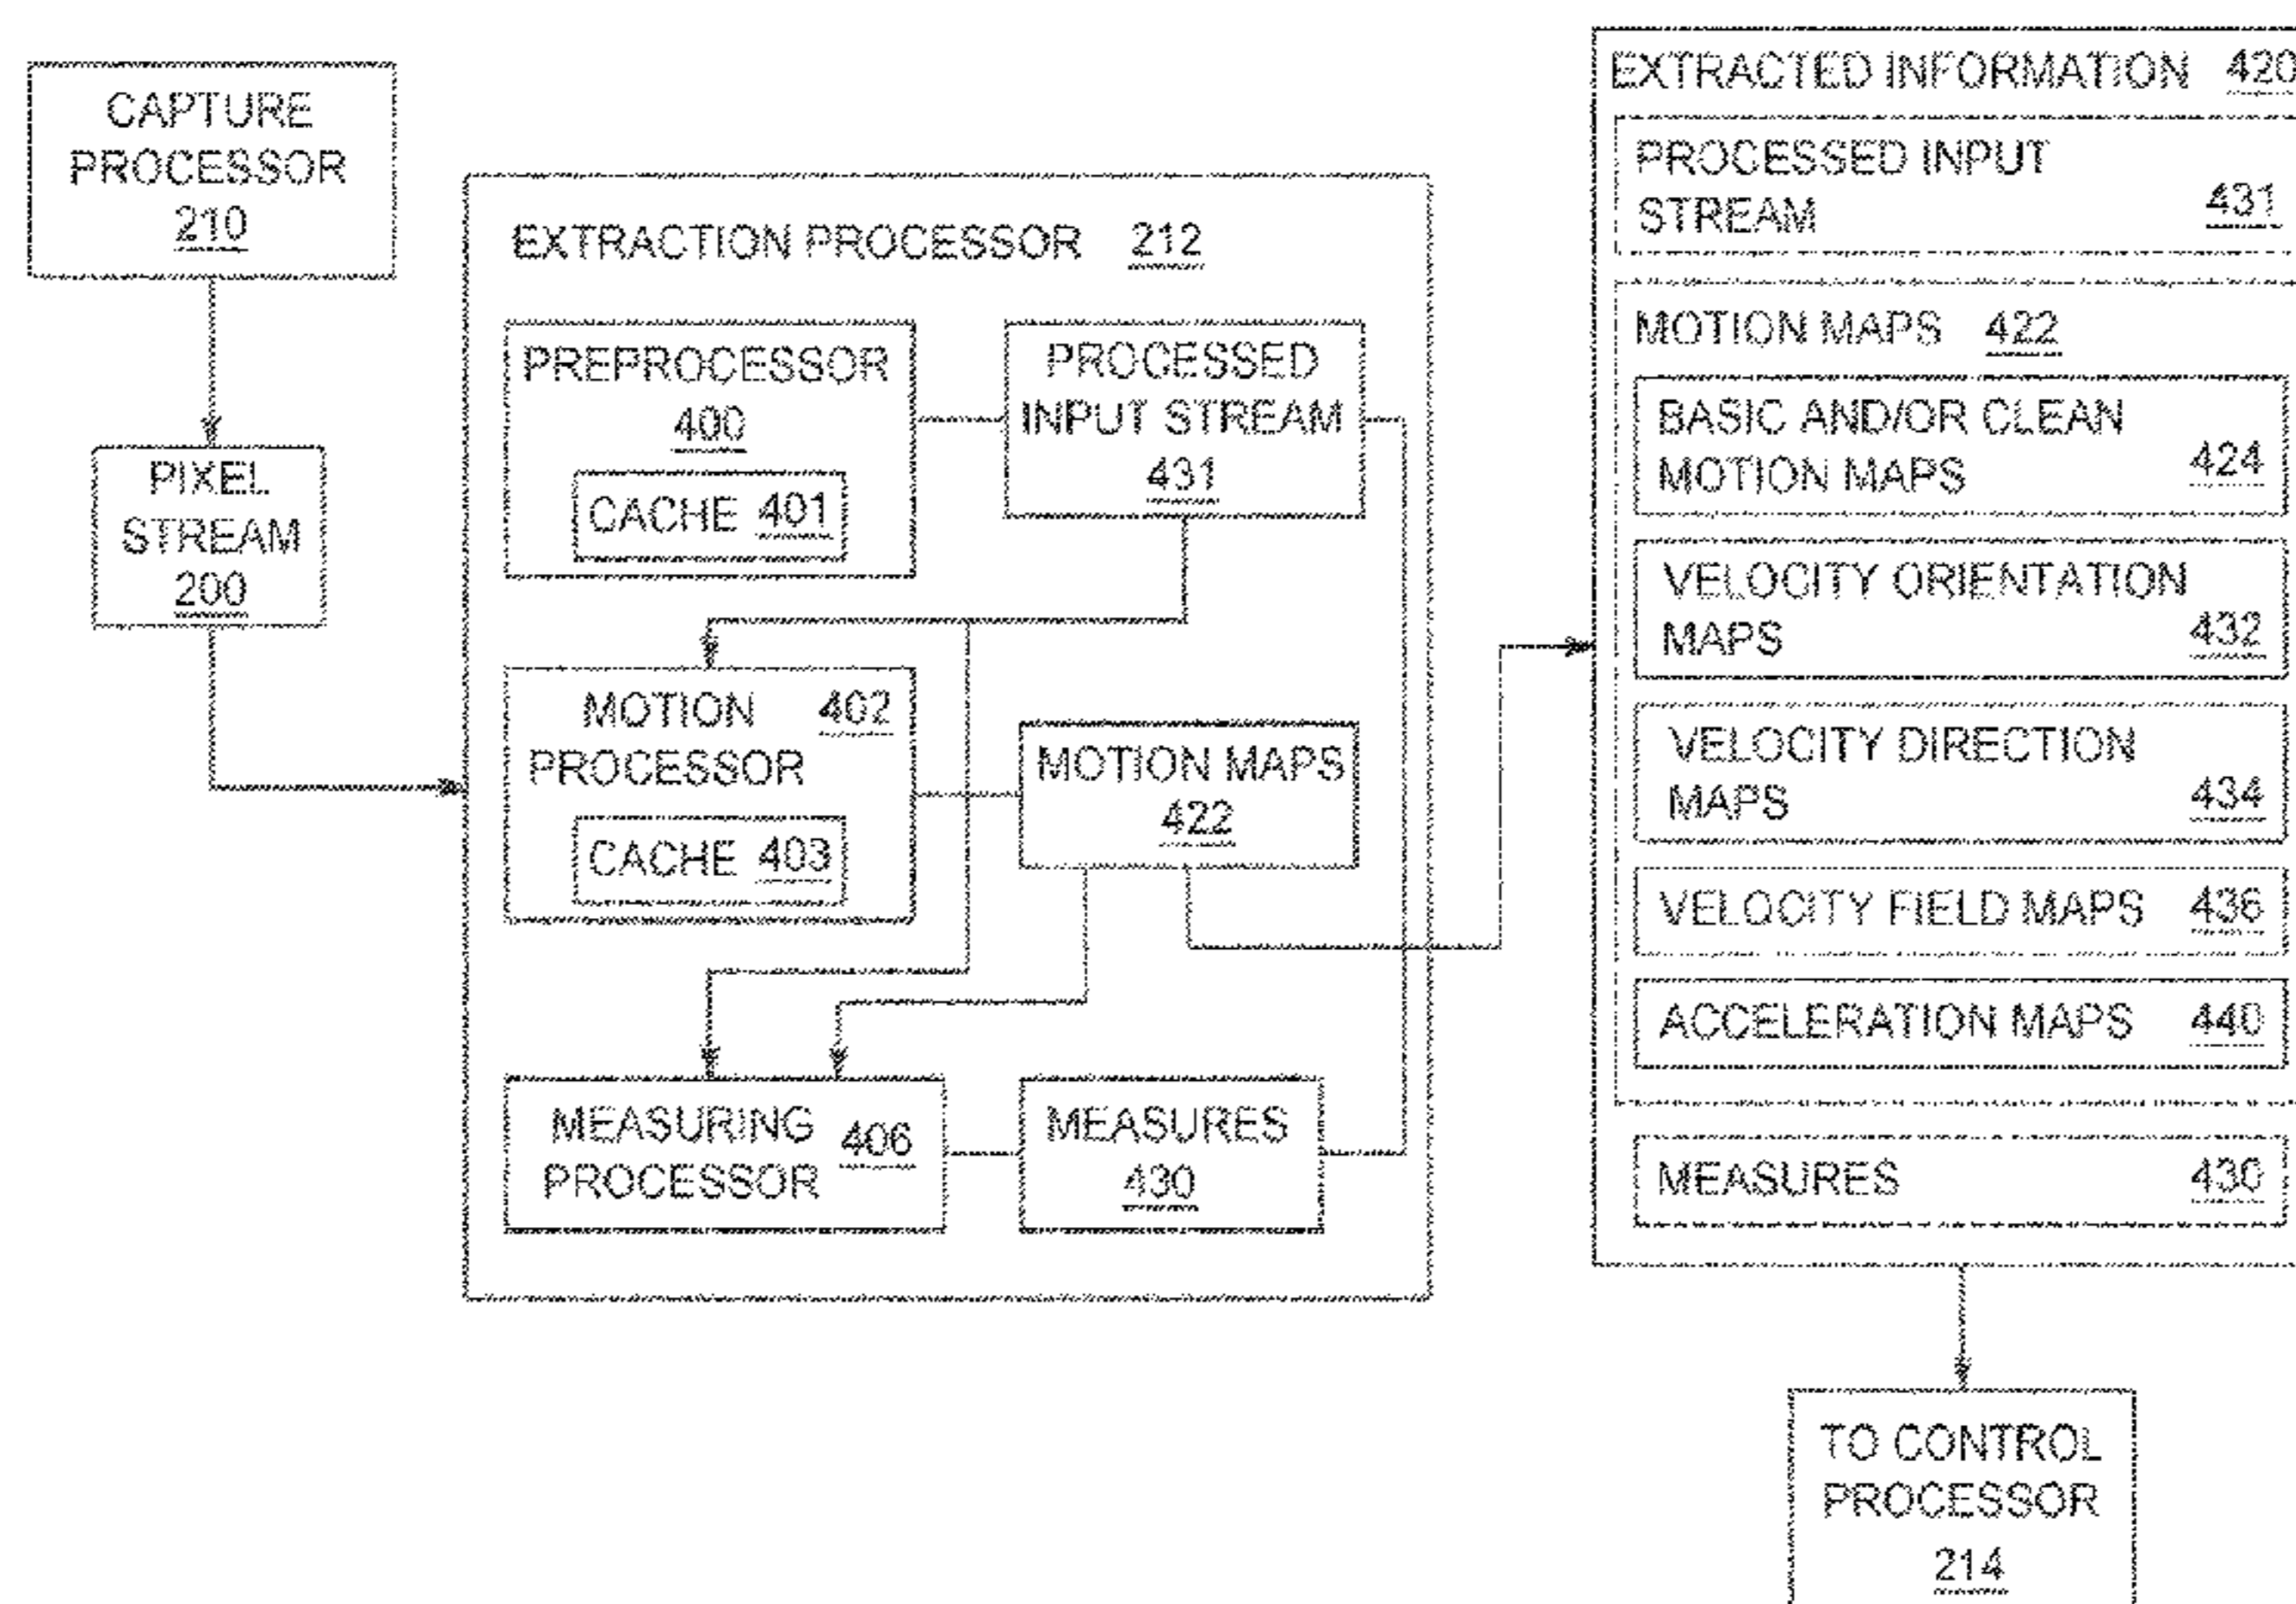 CAPTURE
PROCESSOR
210
PIXEL
STREAM
200
EXTRACTION PROCESSOR 212
PREPROCESSOR
400
CACHE 401
PROCESSED
INPUT STREAM
431
MOTION 402
PROCESSOR
CACHE 403
MOTION MAPS
422
MEASURING 406
PROCESSOR
MEASURES
430
EXTRACTED INFORMATION 420
PROCESSED INPUT
STREAM 431
MOTION MAPS 422
BASIC AND/OR CLEAN
MOTION MAPS 424
VELOCITY ORIENTATION
MAPS 432
VELOCITY DIRECTION
MAPS 434
VELOCITY FIELD MAPS 436
ACCELERATION MAPS 440
MEASURES 430
TO CONTROL
PROCESSOR
214